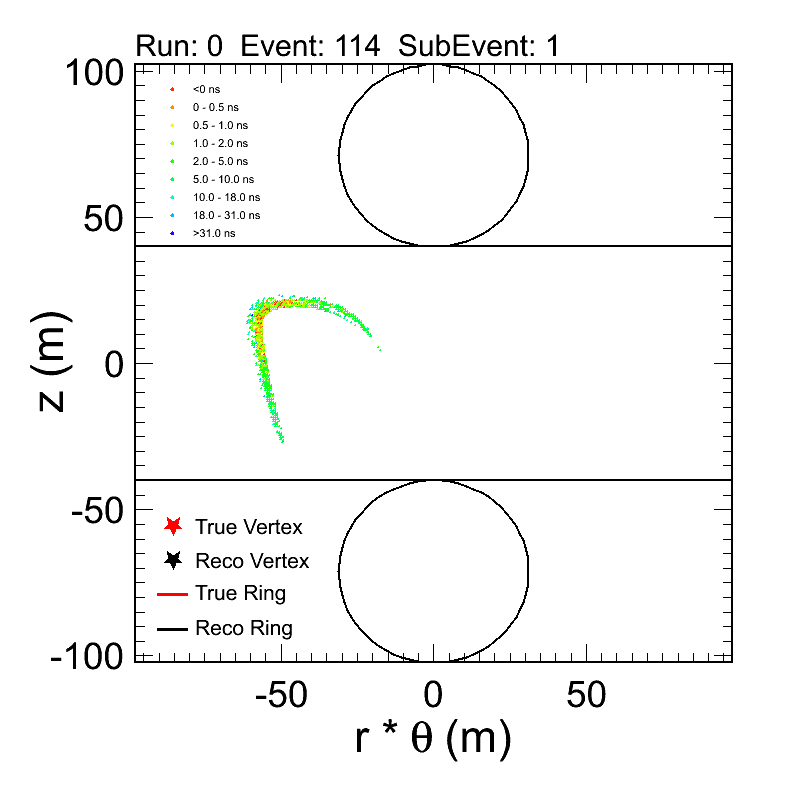 Run: 0  Event: 114  SubEvent: 1
100
<0 ns
0 - 0.5 ns
0.5 - 1.0 ns
1.0 - 2.0 ns
2.0 - 5.0 ns
5.0 - 10.0 ns
10.0 - 18.0 ns
18.0 - 31.0 ns
>31.0 ns
50
0
z (m)
-50
True Vertex
Reco Vertex
True Ring
Reco Ring
-100
-50 0 50
r * θ (m)